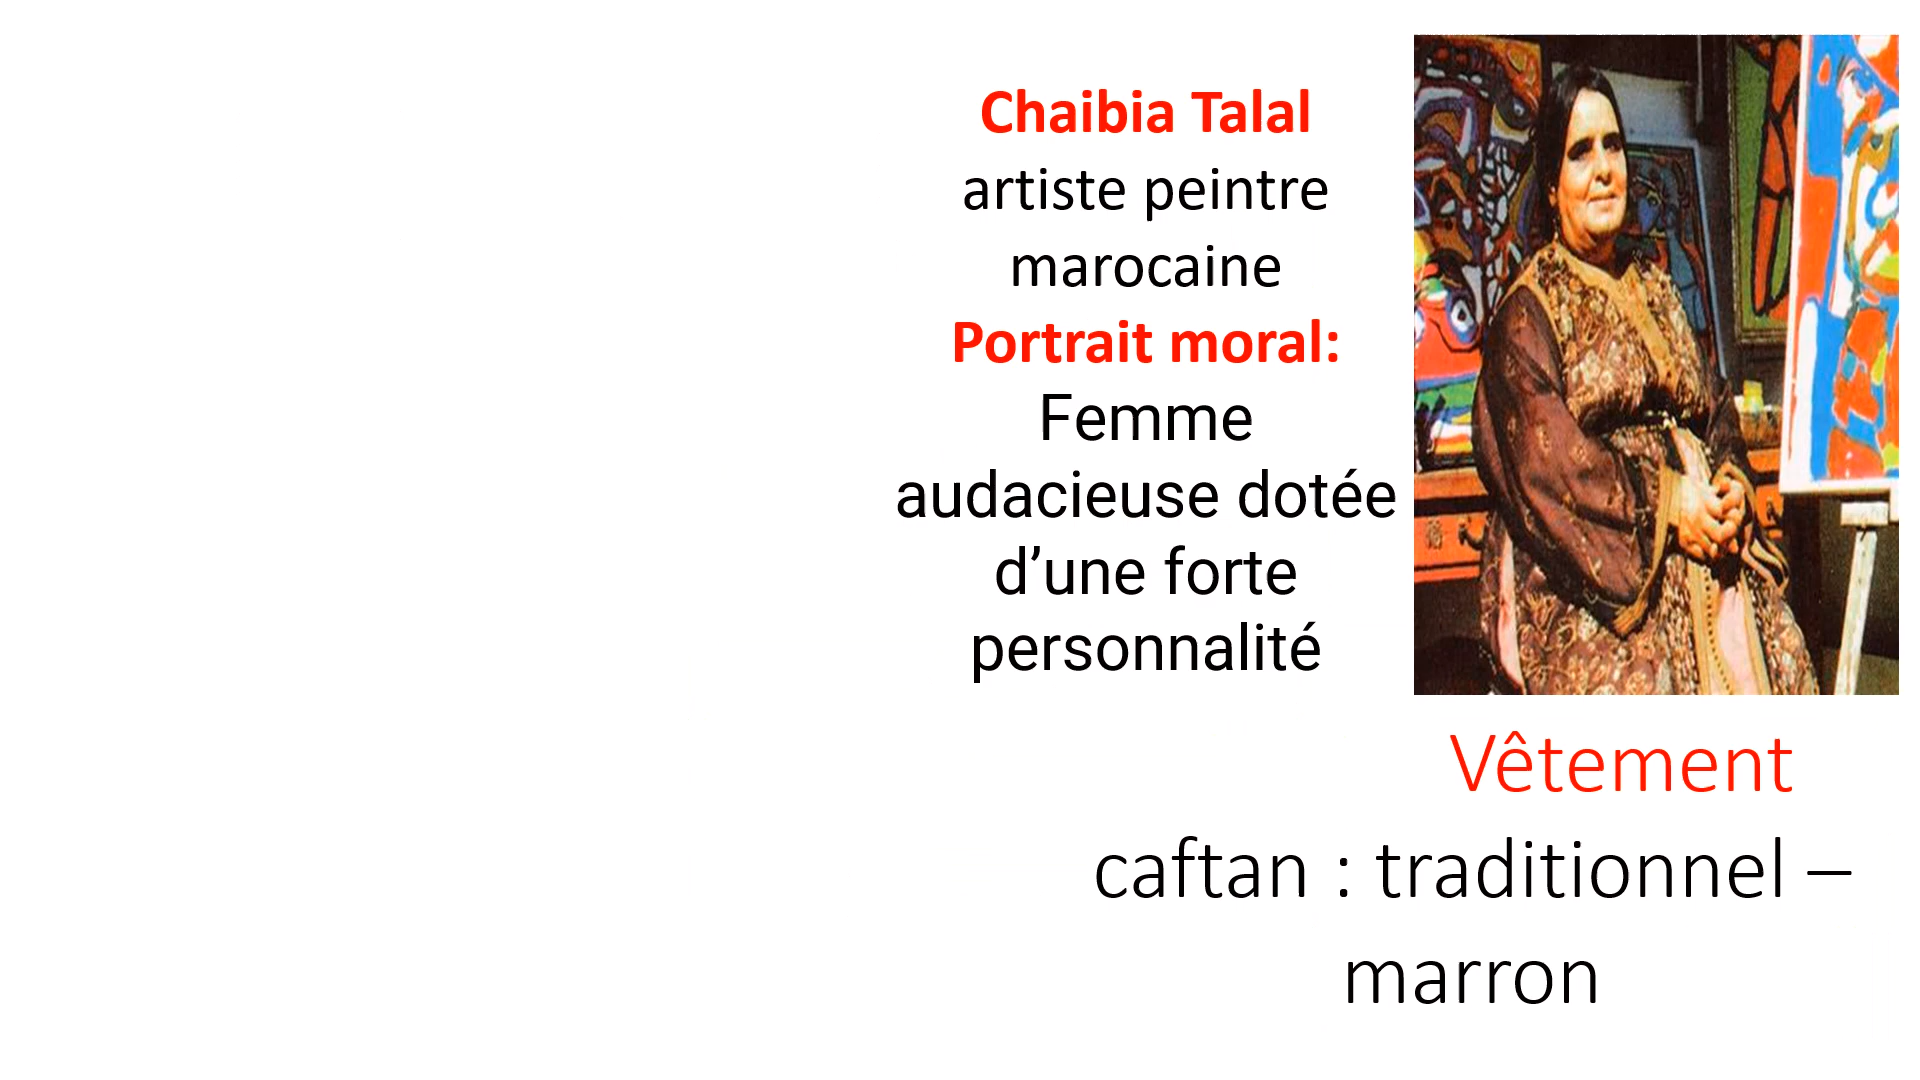 Chaibia Talal
artiste peintre
marocaine
Portrait moral:
Femme
audacieuse dotée
d’une forte
personnalité
Vêtement
caftan : traditionnel –
marron